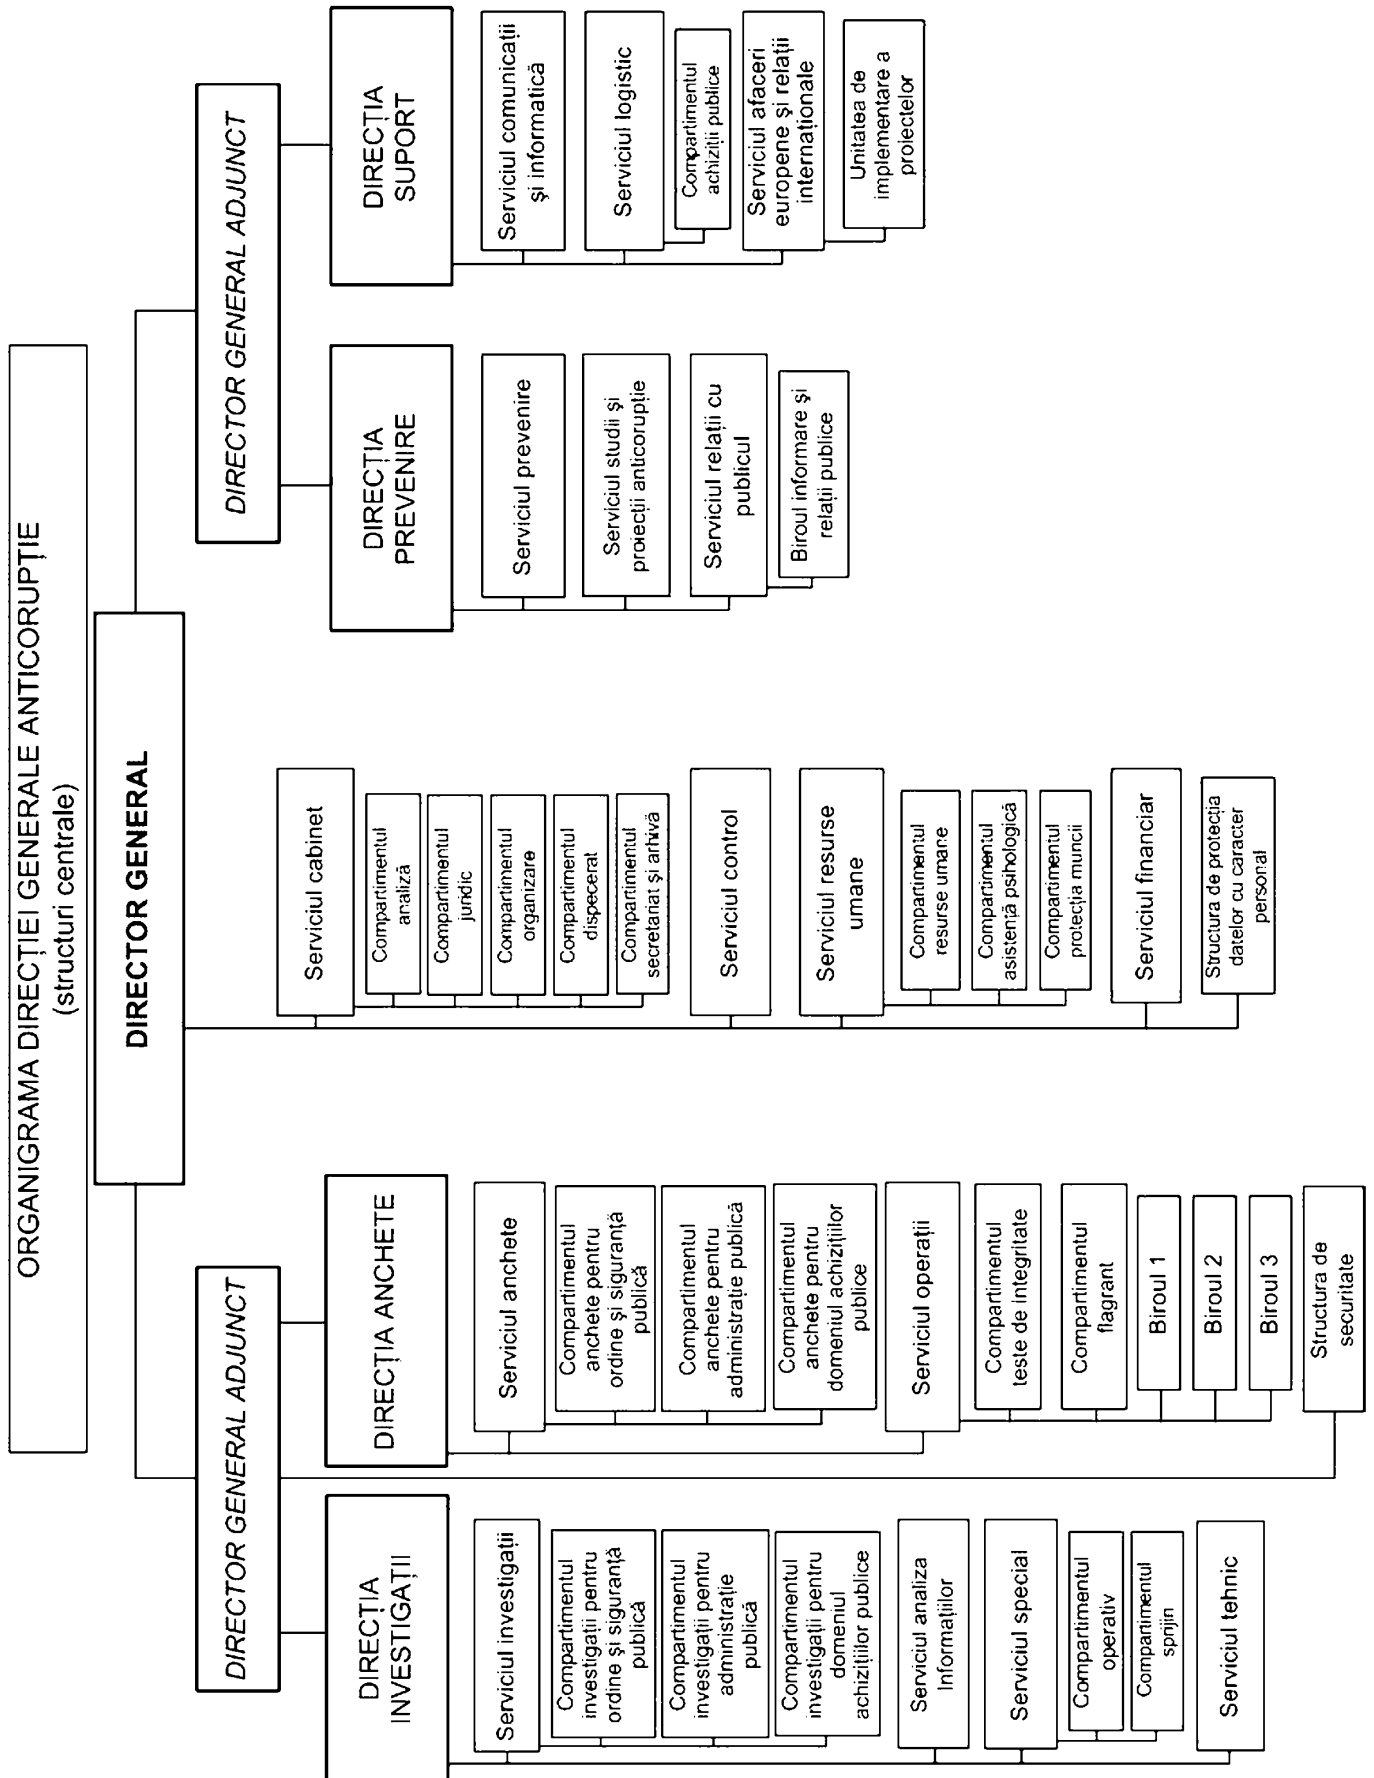 ORGANIGRAMA DIRECȚIEI GENERALE ANTICORUPȚIE
(structuri centrale)
DIRECTOR GENERAL
DIRECTOR GENERAL ADJUNCT
DIRECȚIA
INVESTIGAȚII
Serviciul investigații
Compartimentul
investigații pentru
ordine și siguranță
publică
Compartimentul
investigații pentru
administrație
publică
Compartimentul
investigații pentru
domeniul
achizițiilor publice
Serviciul analiza
Informațiilor
Serviciul special
Compartimentul
operativ
Compartimentul
sprijin
Serviciul tehnic
DIRECȚIA ANCHETE
Serviciul anchete
Compartimentul
anchete pentru
ordine și siguranță
publică
Compartimentul
anchete pentru
administrație publică
Compartimentul
anchete pentru
domeniul achizițiilor
publice
Serviciul operații
Compartimentul
teste de integritate
Compartimentul
flagrant
Biroul 1
Biroul 2
Biroul 3
Structura de
securitate
Serviciul cabinet
Compartimentul
analiză
Compartimentul
juridic
Compartimentul
organizare
Compartimentul
dispecerat
Compartimentul
secretariat și arhivă
Serviciul control
Serviciul resurse
umane
Compartimentul
resurse umane
Compartimentul
asistență psihologică
Compartimentul
protecția muncii
Serviciul financiar
Structura de protecția
datelor cu caracter
personal
DIRECTOR GENERAL ADJUNCT
DIRECȚIA
PREVENIRE
Serviciul prevenire
Serviciul studii și
proiecții anticorupție
Serviciul relații cu
publicul
Biroul informare și
relații publice
DIRECȚIA
SUPORT
Serviciul comunicații
și informatică
Serviciul logistic
Compartimentul
achiziții publice
Serviciul afaceri
europene și relații
internaționale
Unitatea de
implementare a
proiectelor